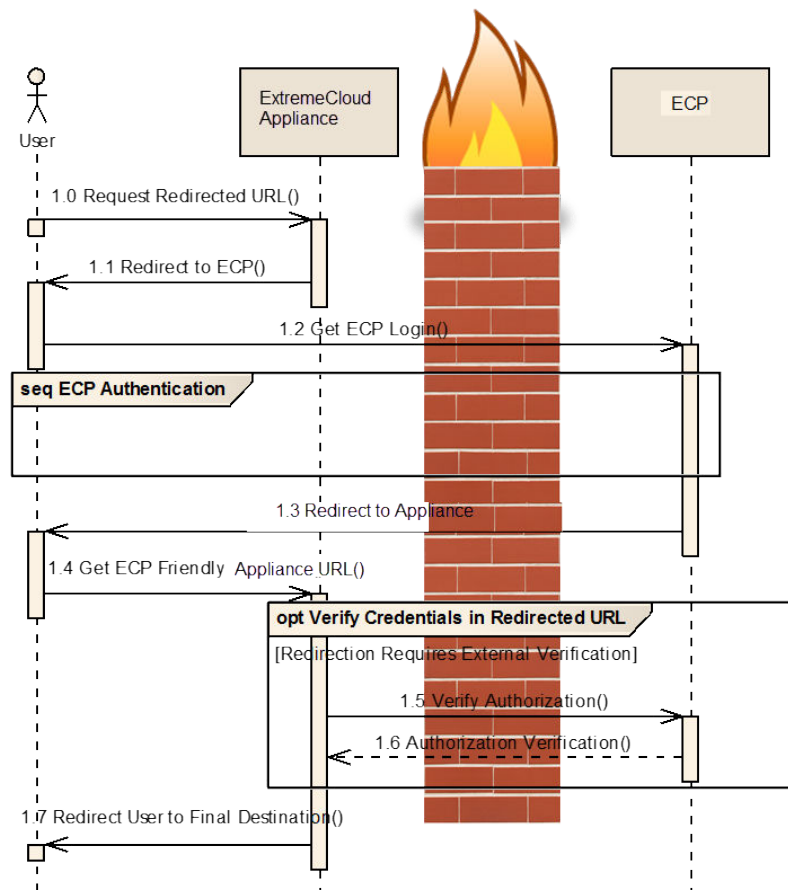 ExtremeCloud
Appliance
ECP
User
1.0 Request Redirected URL()
1.1 Redirect to ECP()
1.2 Get ECP Login()
seq ECP Authentication
1.3 Redirect to Appliance
1.4 Get ECP Friendly Appliance URL()
opt Verify Credentials in Redirected URL
[Redirection Requires External Verification]
1.5 Verify Authorization()
1.6 Authorization Verification()
1.7 Redirect User to Final Destination()